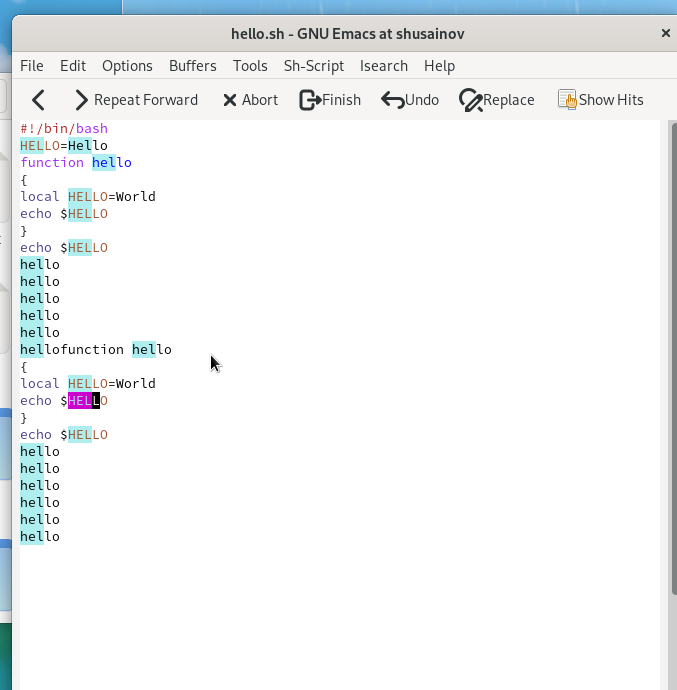 hello.sh - GNU Emacs at shusainov ×
File Edit Options Buffers Tools Sh-Script Isearch Help
Repeat Forward Abort Finish Undo Replace Show Hits
#!/bin/bash
HELLO=Hello
function hello
{
local HELLO=World
echo $HELLO
}
echo $HELLO
hello
hello
hello
hello
hello
hellofunction hello
{
local HELLO=World
echo $HELLO
}
echo $HELLO
hello
hello
hello
hello
hello
hello